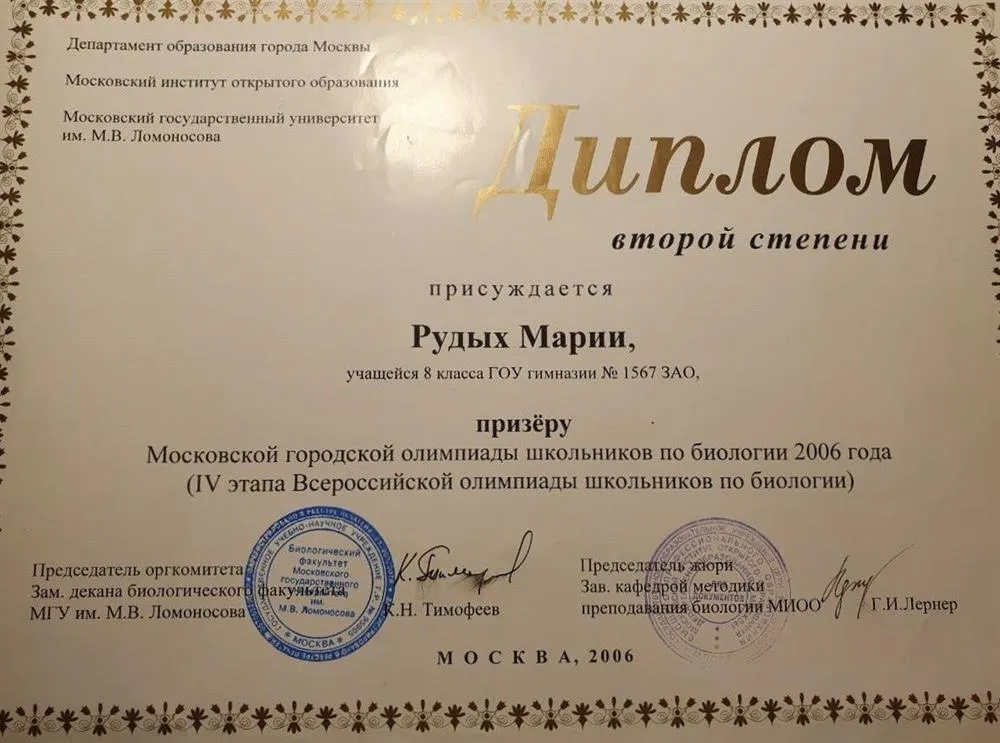 Департамент образования города Москвы
Московский институт открытого образования
Московский государственный университет
им. М.В. Ломоносова
Диплом
второй степени
присуждается
Рудых Марии,
учащейся 8 класса ГОУ гимназии № 1567 ЗАО,
призёру
Московской городской олимпиады школьников по биологии 2006 года
(IV этапа Всероссийской олимпиады школьников по биологии)
Председатель оргкомитета
Зам. декана биологического факультета
МГУ им. М.В. Ломоносова
К.Н. Тимофеев
Биологический
факультет
Московского
государственного
им.
М.В. Ломоносова
МОСКВА
Председатель жюри
Зав. кафедрой методики
преподавания биологии МИОО
Г.И.Лернер
ДЛЯ
ДОКУМЕНТОВ
МОСКВА, 2006